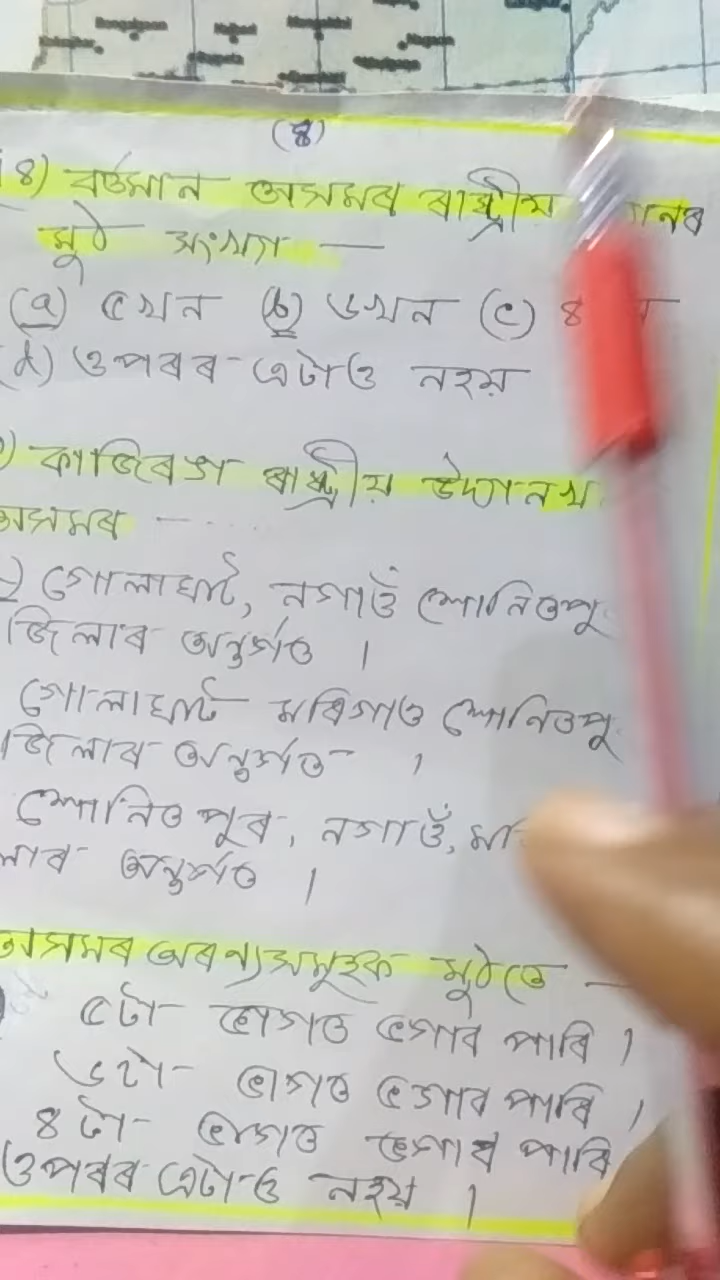 (8)
18) বৰ্তমান অসমৰ ৰাষ্ট্ৰীয়
মুঠ সংখ্যা —
(a) ৫খন (b) ৬খন (c) ৪
(d) ওপৰৰ এটাও নহয়
কাজিৰঙা ৰাষ্ট্ৰীয় উদ্যানখ
অসমৰ -
গোলাঘাট, নগাওঁ শোনিতপু
জিলাৰ অন্তৰ্গত ।
গোলাঘাট মৰিগাও শোনিতপু
জিলাৰ অন্তৰ্গত ।
শোনিতপুৰ, নগাওঁ,
লাৰ অন্তৰ্গত ।
অসমৰ অৰণ্যসমূহক মুঠতে —
৫টা ভাগত ভগাব পাৰি ।
৬টা ভাগত ভগাব পাৰি ।
৪টা ভাগত ভগাব পাৰি
ওপৰৰ এটাও নহয় ।